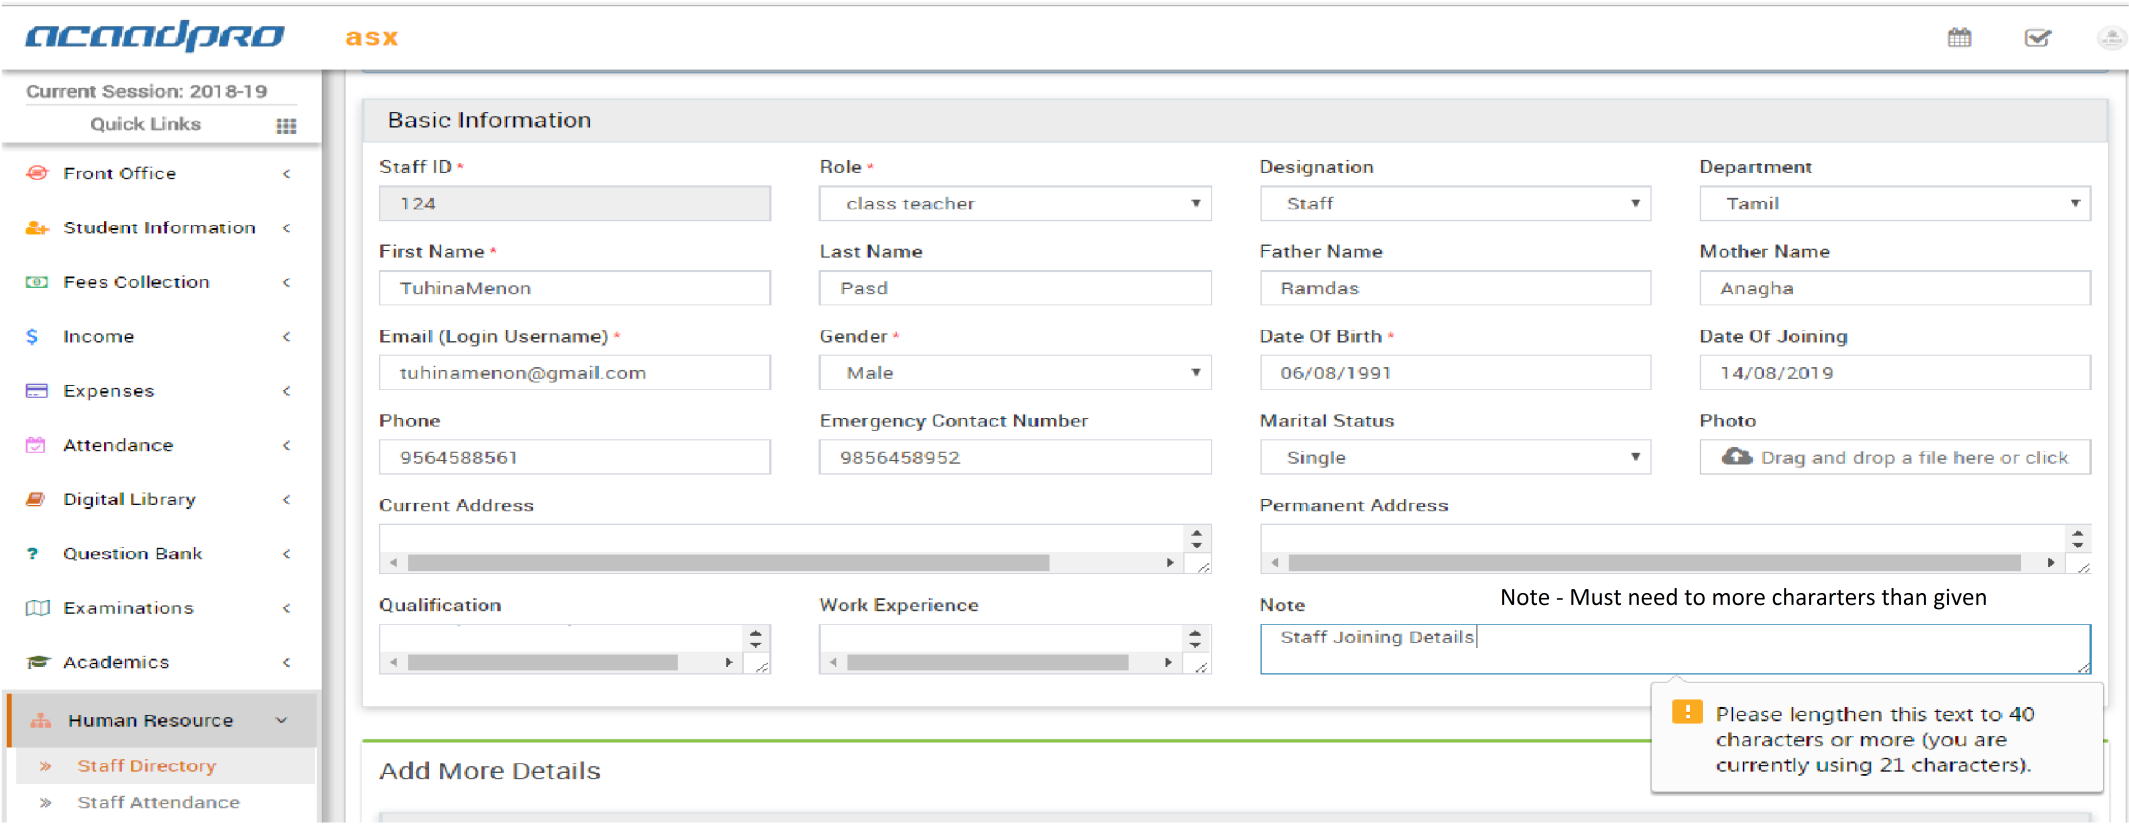 acaadpro
asx
Current Session: 2018-19
Quick Links
Front Office
Student Information
Fees Collection
Income
Expenses
Attendance
Digital Library
Question Bank
Examinations
Academics
Human Resource
Staff Directory
Staff Attendance
Basic Information
Staff ID * Role * Designation Department
124 class teacher Staff Tamil
First Name * Last Name Father Name Mother Name
TuhinaMenon Pasd Ramdas Anagha
Email (Login Username) * Gender * Date Of Birth * Date Of Joining
tuhinamenon@gmail.com Male 06/08/1991 14/08/2019
Phone Emergency Contact Number Marital Status Photo
9564588561 9856458952 Single Drag and drop a file here or click
Current Address Permanent Address
Qualification Work Experience Note Note - Must need to more chararters than given
Staff Joining Details
Please lengthen this text to 40
characters or more (you are
currently using 21 characters).
Add More Details